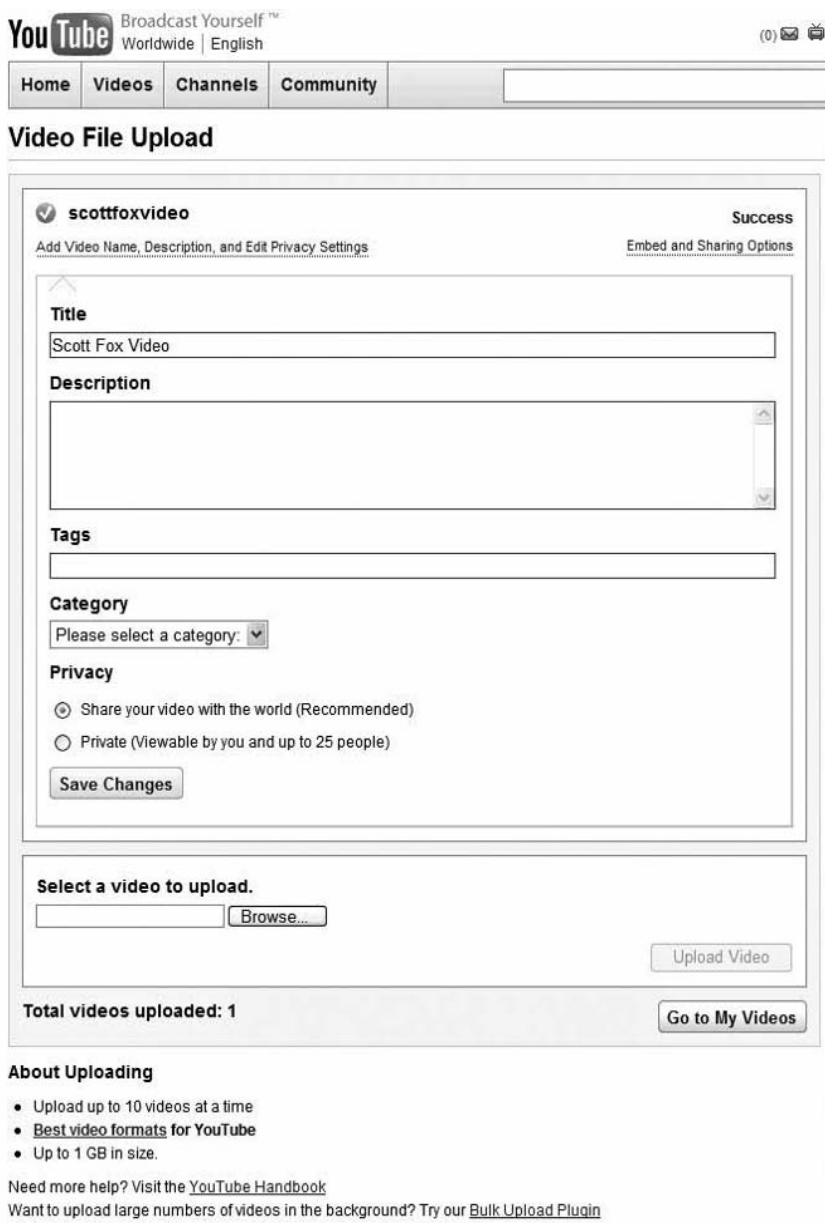 YouTube Broadcast Yourself ™
Worldwide | English
(0)
Home Videos Channels Community
Video File Upload
scottfoxvideo
Success
Add Video Name, Description, and Edit Privacy Settings
Embed and Sharing Options
Title
Scott Fox Video
Description
Tags
Category
Please select a category:
Privacy
Share your video with the world (Recommended)
Private (Viewable by you and up to 25 people)
Save Changes
Select a video to upload.
Browse...
Upload Video
Total videos uploaded: 1
Go to My Videos
About Uploading
• Upload up to 10 videos at a time
• Best video formats for YouTube
• Up to 1 GB in size.
Need more help? Visit the YouTube Handbook
Want to upload large numbers of videos in the background? Try our Bulk Upload Plugin